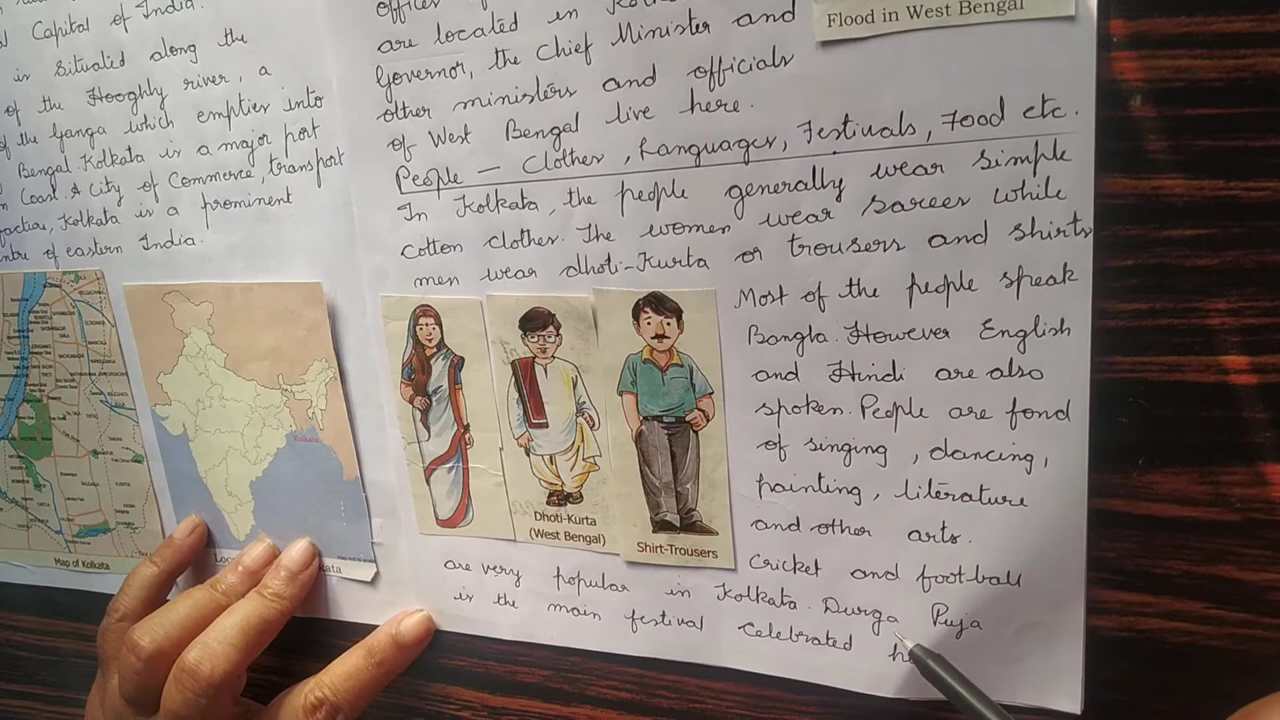 Capital of India.
is situated along the
of the Hooghly river, a
of the Ganga which empties into
Bengal. Kolkata is a major port
Coast. A city of Commerce, transport
facture, Kolkata is a prominent
of eastern India.
Map of Kolkata
Kolkata
are located in
Governor, the Chief Minister and
other ministers and officials
of West Bengal live here.
Flood in West Bengal
People - Clothes, Languages, Festivals, Food etc.
In Kolkata, the people generally wear simple
cotton clothes. The women wear sarees while
men wear dhoti-Kurta or trousers and shirts
Most of the people speak
Bangla. However English
and Hindi are also
spoken. People are fond
of singing, dancing,
painting, literature
and other arts.
Cricket and football
are very popular in Kolkata. Durga Puja
is the main festival celebrated
Dhoti-Kurta
(West Bengal)
Shirt-Trousers